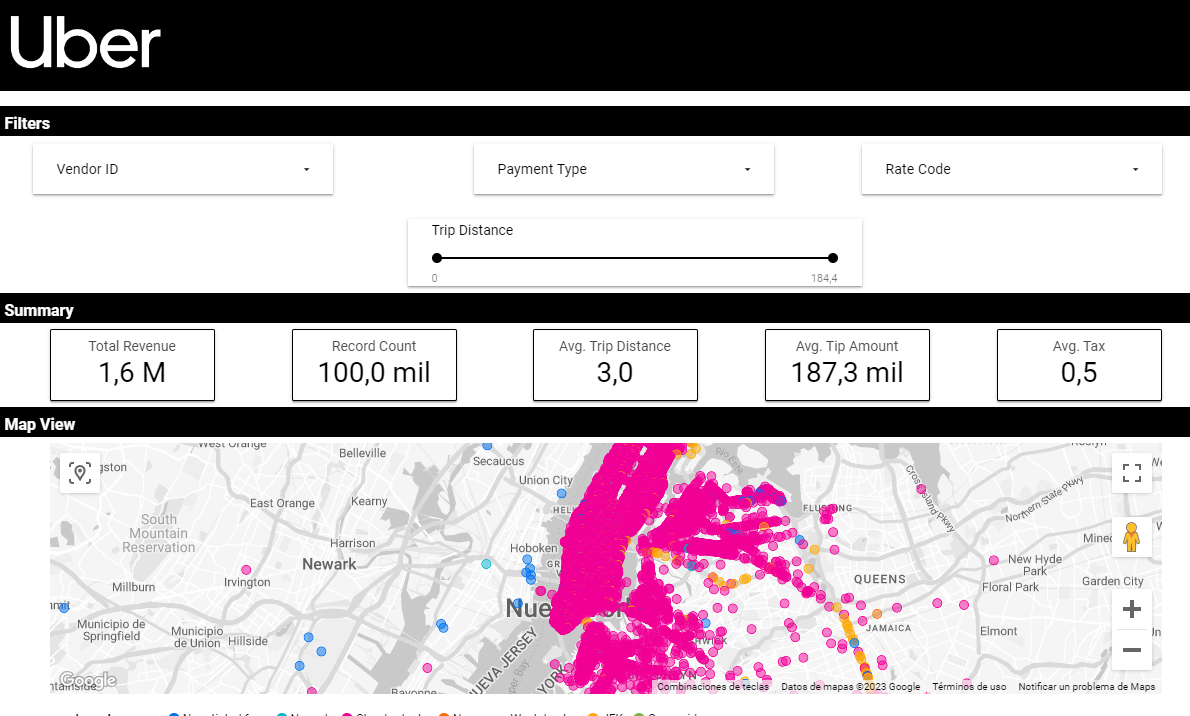 Uber
Filters
Vendor ID
Payment Type
Rate Code
Trip Distance
0
184,4
Summary
Total Revenue
1,6 M
Record Count
100,0 mil
Avg. Trip Distance
3,0
Avg. Tip Amount
187,3 mil
Avg. Tax
0,5
Map View
West Orange
Belleville
Secaucus
Union City
East Orange
Kearny
South
Mountain
Reservation
Harrison
Newark
Hoboken
Millburn
Irvington
Municipio de
Springfield
Municipio
de Union
Hillside
Bayonne
NUEVA JERSEY
YORK
FLUSHING
Cross Island Pkwy
Northern State Pkwy
New Hyde
Park
Floral Park
Garden City
QUEENS
JAMAICA
Elmont
Google
Combinaciones de teclas
Datos de mapas ©2023 Google
Términos de uso
Notificar un problema de Maps